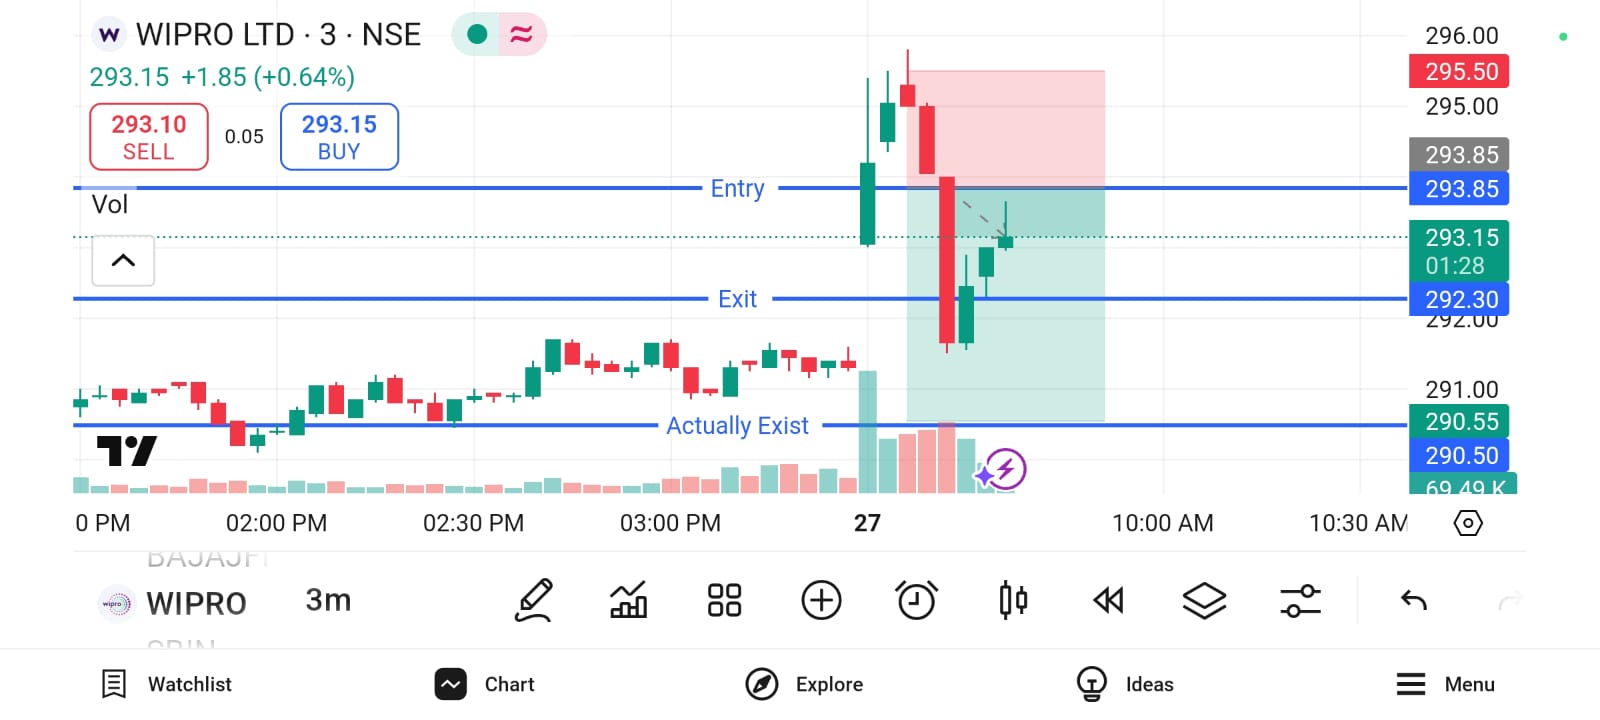 WIPRO LTD · 3 · NSE
293.15 +1.85 (+0.64%)
293.10
SELL
0.05
293.15
BUY
Vol
Entry
Exit
Actually Exist
296.00
295.50
295.00
293.85
293.85
293.15
01:28
292.30
292.00
291.00
290.55
290.50
69.49 K
0 PM
02:00 PM
02:30 PM
03:00 PM
27
10:00 AM
10:30 AM
BAJAJF
WIPRO
3m
SBIN
Watchlist
Chart
Explore
Ideas
Menu